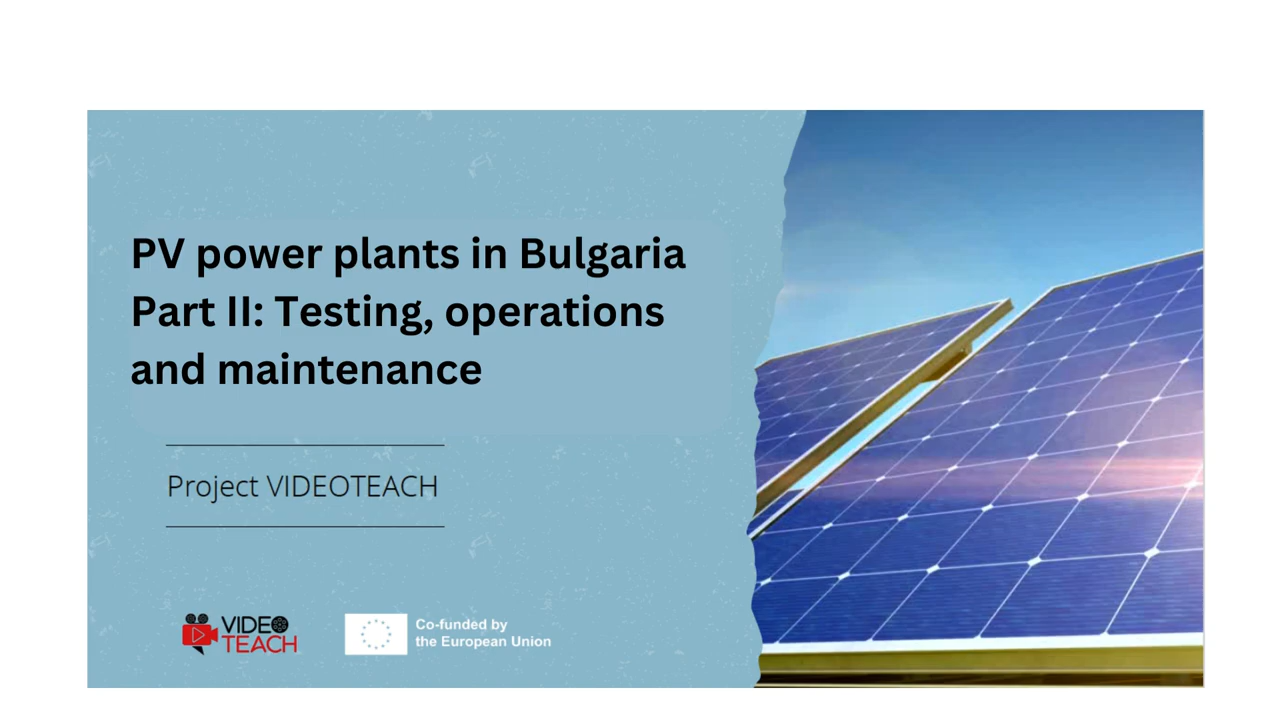 PV power plants in Bulgaria
Part II: Testing, operations
and maintenance
Project VIDEOTEACH
VIDEO
TEACH
Co-funded by
the European Union